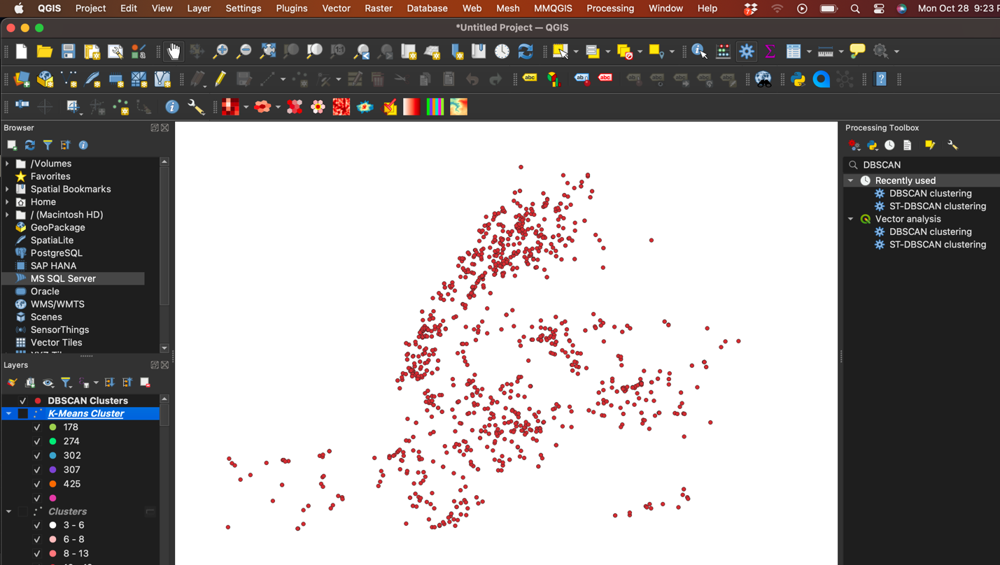 QGIS Project Edit View Layer Settings Plugins Vector Raster Database Web Mesh MMQGIS Processing Window Help Mon Oct 28 9:23
*Untitled Project — QGIS
abc abc abc
Browser
/Volumes
Favorites
Spatial Bookmarks
Home
/ (Macintosh HD)
GeoPackage
SpatiaLite
PostgreSQL
SAP HANA
MS SQL Server
Oracle
WMS/WMTS
Scenes
SensorThings
Vector Tiles
Layers
DBSCAN Clusters
K-Means Cluster
178
274
302
307
425
Clusters
3 - 6
6 - 8
8 - 13
Processing Toolbox
DBSCAN
Recently used
DBSCAN clustering
ST-DBSCAN clustering
Vector analysis
DBSCAN clustering
ST-DBSCAN clustering